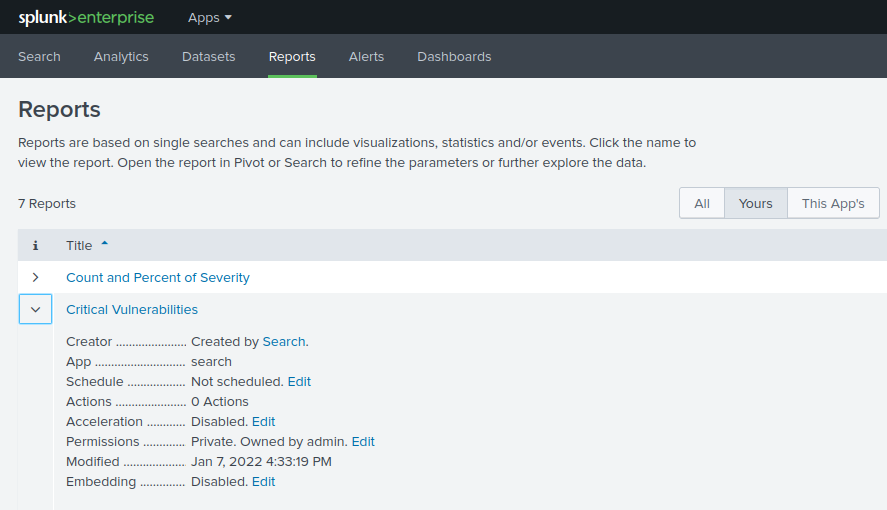 splunk>enterprise Apps
Search Analytics Datasets Reports Alerts Dashboards
Reports
Reports are based on single searches and can include visualizations, statistics and/or events. Click the name to
view the report. Open the report in Pivot or Search to refine the parameters or further explore the data.
7 Reports All Yours This App's
i Title
Count and Percent of Severity
Critical Vulnerabilities
Creator ...................... Created by Search.
App ............................ search
Schedule .................. Not scheduled. Edit
Actions ...................... 0 Actions
Acceleration ............ Disabled. Edit
Permissions ............. Private. Owned by admin. Edit
Modified ................... Jan 7, 2022 4:33:19 PM
Embedding .............. Disabled. Edit